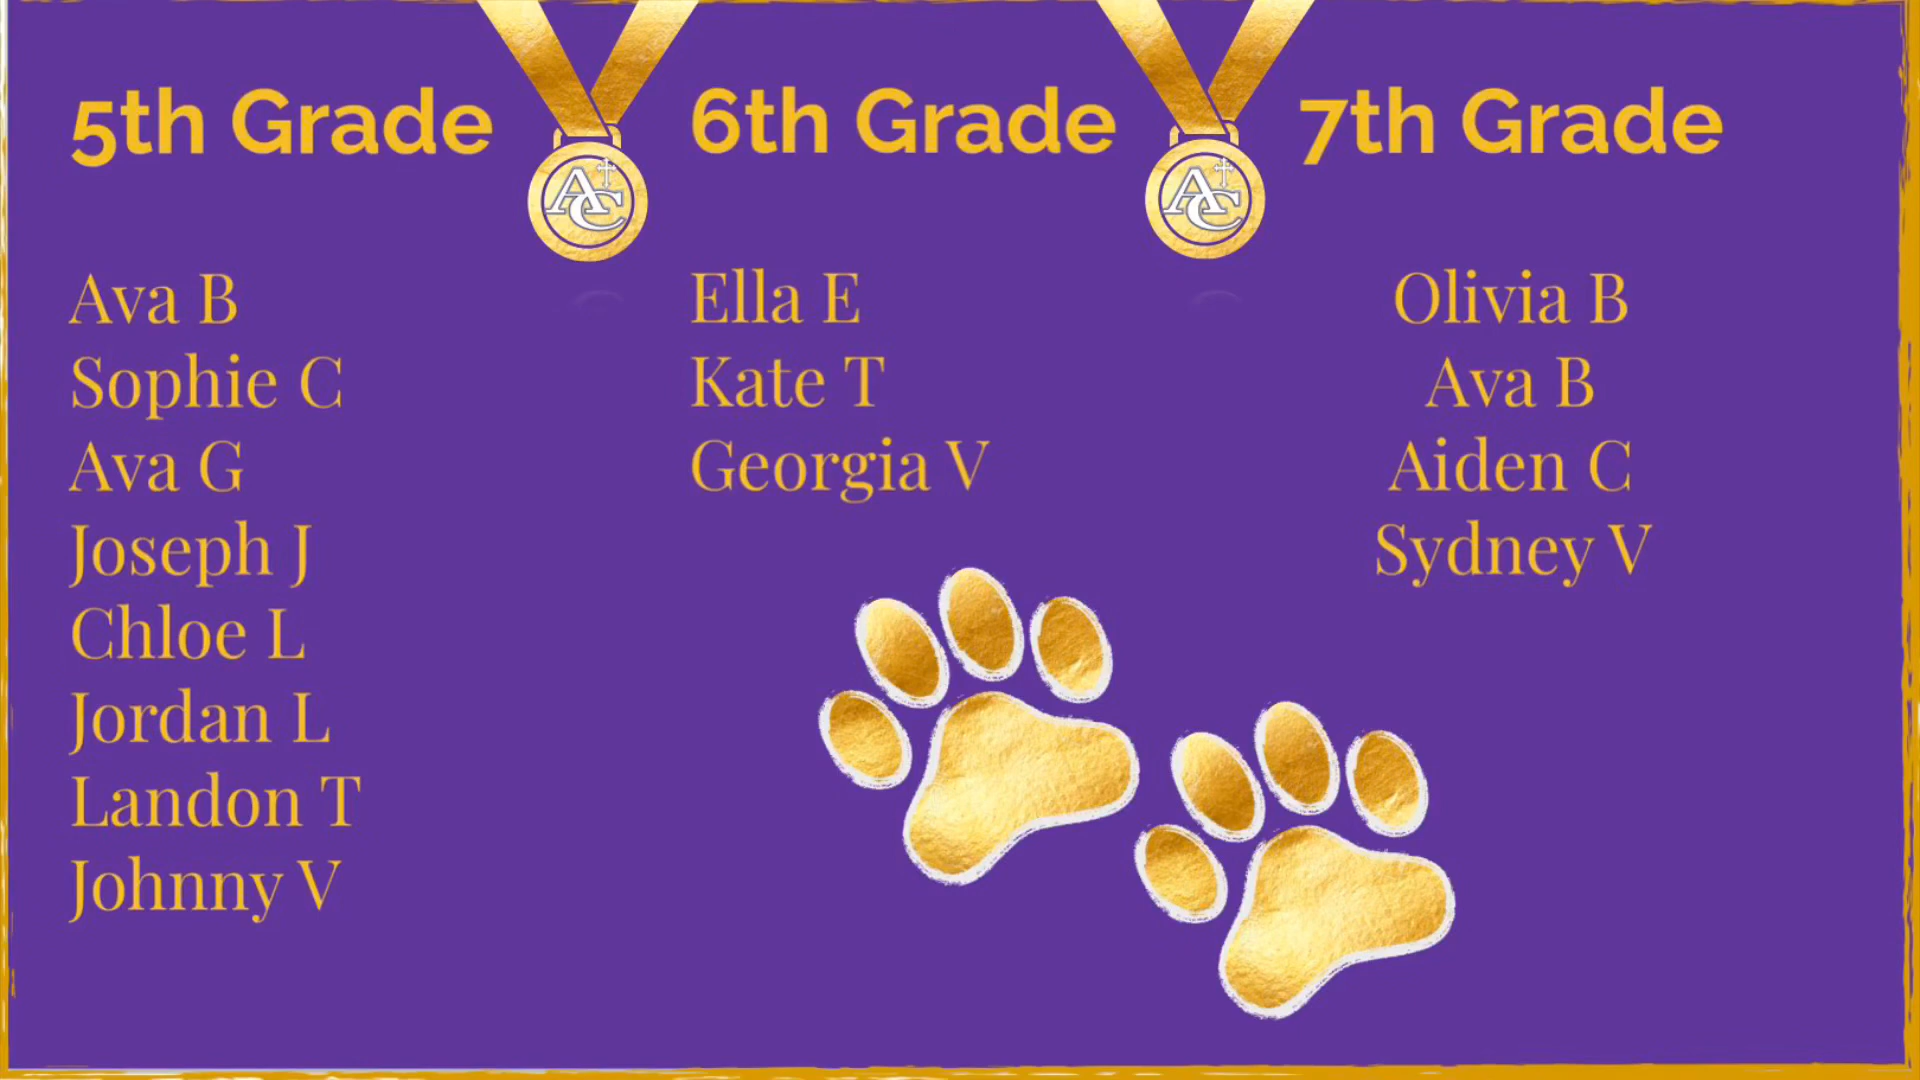 5th Grade
Ava B
Sophie C
Ava G
Joseph J
Chloe L
Jordan L
Landon T
Johnny V
AC
6th Grade
Ella E
Kate T
Georgia V
AC
7th Grade
Olivia B
Ava B
Aiden C
Sydney V